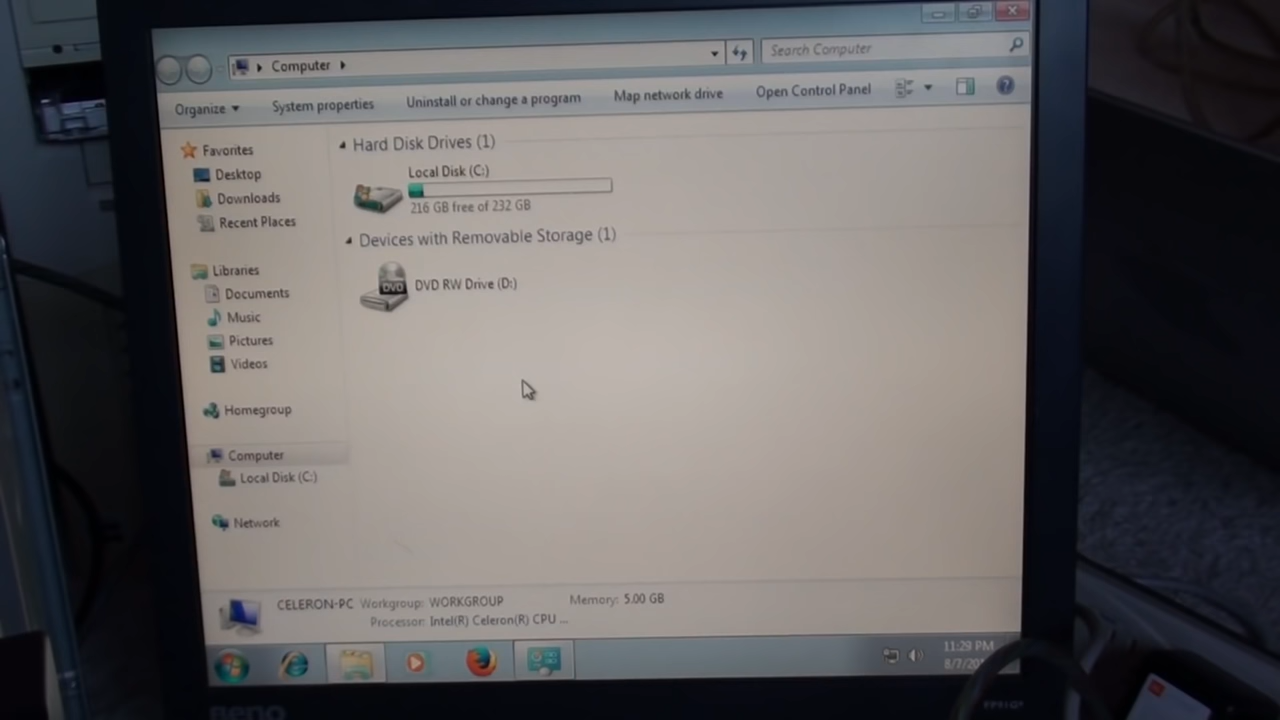 Computer
Search Computer
Organize
System properties
Uninstall or change a program
Map network drive
Open Control Panel
Favorites
Desktop
Downloads
Recent Places
Libraries
Documents
Music
Pictures
Videos
Homegroup
Computer
Local Disk (C:)
Network
Hard Disk Drives (1)
Local Disk (C:)
216 GB free of 232 GB
Devices with Removable Storage (1)
DVD
DVD RW Drive (D:)
CELERON-PC Workgroup: WORKGROUP Memory: 5.00 GB
Processor: Intel(R) Celeron(R) CPU ...
11:29 PM
BenQ